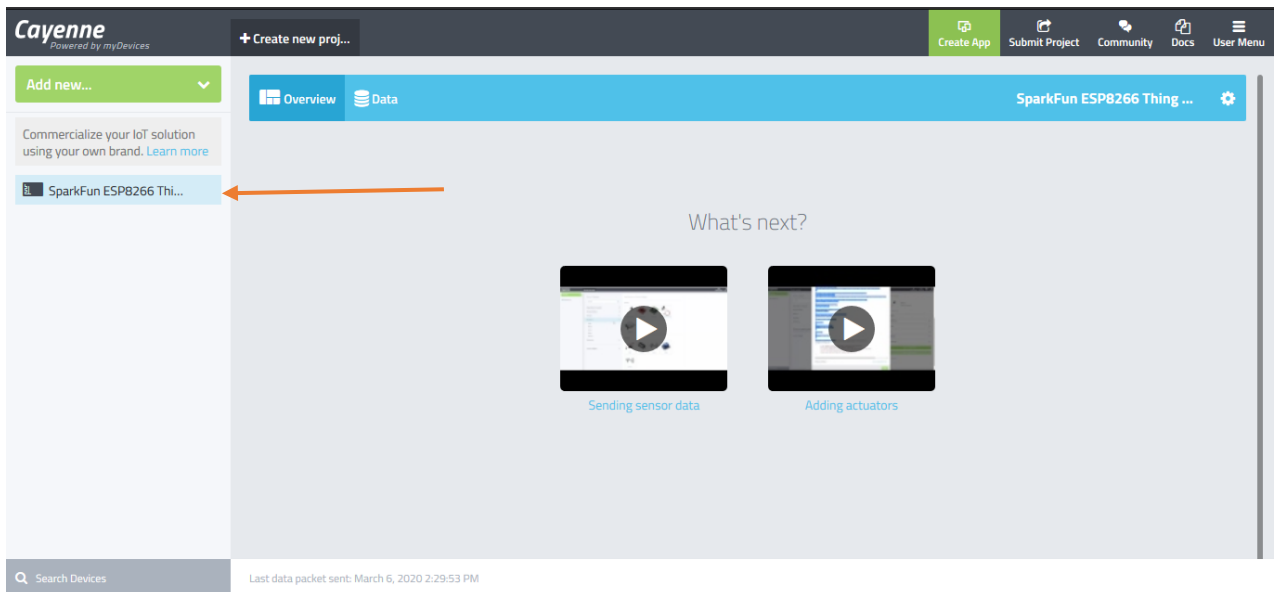 Cayenne
Powered by myDevices
+ Create new proj...
Create App
Submit Project
Community
Docs
User Menu
Add new...
Commercialize your IoT solution
using your own brand. Learn more
SparkFun ESP8266 Thi...
Overview
Data
SparkFun ESP8266 Thing ...
What's next?
Sending sensor data
Adding actuators
Search Devices
Last data packet sent: March 6, 2020 2:29:53 PM